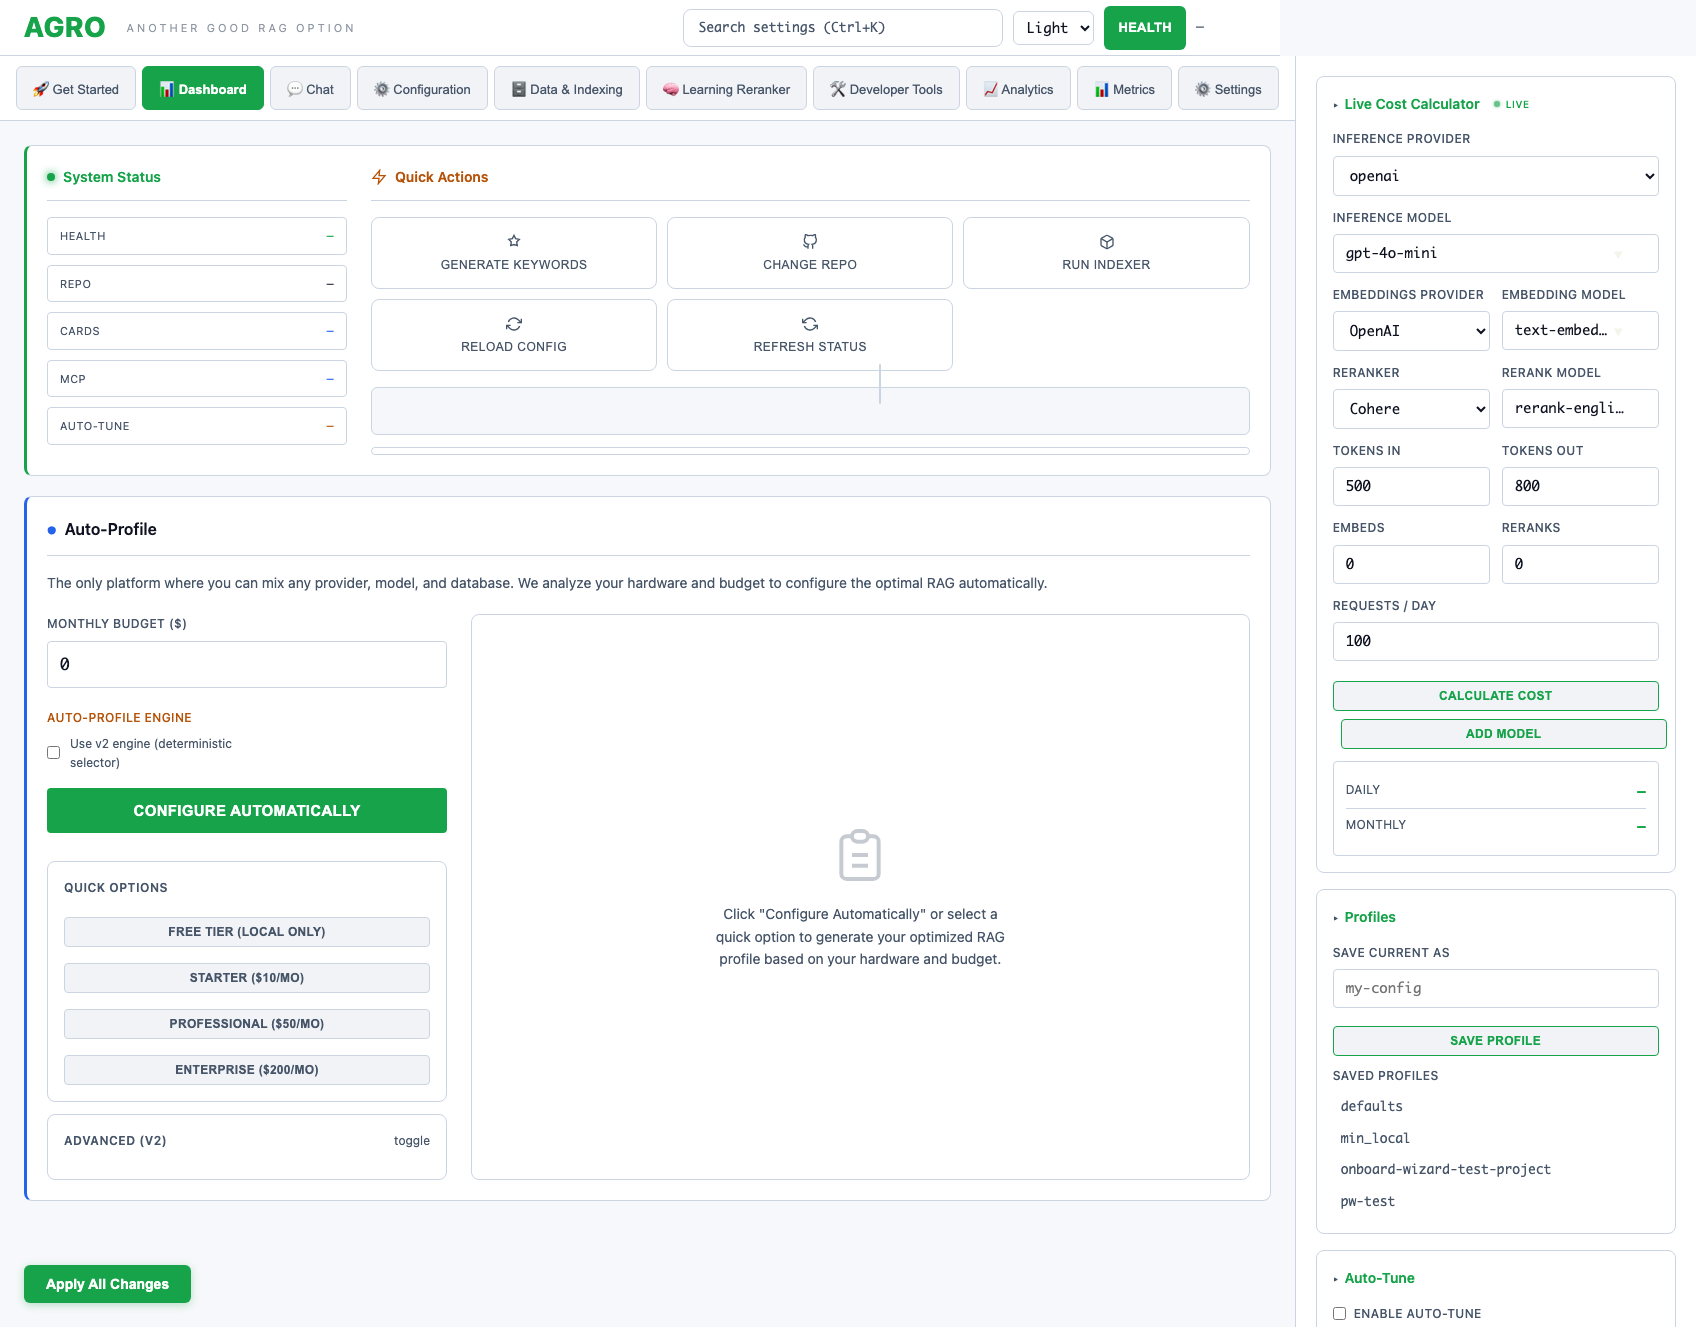 AGRO
ANOTHER GOOD RAG OPTION
Search settings (Ctrl+K)
Light
HEALTH
—
🚀 Get Started
📊 Dashboard
💬 Chat
⚙️ Configuration
🗄️ Data & Indexing
🧠 Learning Reranker
🛠️ Developer Tools
📈 Analytics
📊 Metrics
⚙️ Settings
System Status
HEALTH —
REPO —
CARDS —
MCP —
AUTO-TUNE —
Quick Actions
GENERATE KEYWORDS
CHANGE REPO
RUN INDEXER
RELOAD CONFIG
REFRESH STATUS
Auto-Profile
The only platform where you can mix any provider, model, and database. We analyze your hardware and budget to configure the optimal RAG automatically.
MONTHLY BUDGET ($)
0
AUTO-PROFILE ENGINE
Use v2 engine (deterministic
selector)
CONFIGURE AUTOMATICALLY
QUICK OPTIONS
FREE TIER (LOCAL ONLY)
STARTER ($10/MO)
PROFESSIONAL ($50/MO)
ENTERPRISE ($200/MO)
ADVANCED (V2) toggle
Click "Configure Automatically" or select a
quick option to generate your optimized RAG
profile based on your hardware and budget.
Apply All Changes
Live Cost Calculator
LIVE
INFERENCE PROVIDER
openai
INFERENCE MODEL
gpt-4o-mini
EMBEDDINGS PROVIDER EMBEDDING MODEL
OpenAI text-embed…
RERANKER RERANK MODEL
Cohere rerank-engli…
TOKENS IN TOKENS OUT
500 800
EMBEDS RERANKS
0 0
REQUESTS / DAY
100
CALCULATE COST
ADD MODEL
DAILY —
MONTHLY —
Profiles
SAVE CURRENT AS
my-config
SAVE PROFILE
SAVED PROFILES
defaults
min_local
onboard-wizard-test-project
pw-test
Auto-Tune
ENABLE AUTO-TUNE